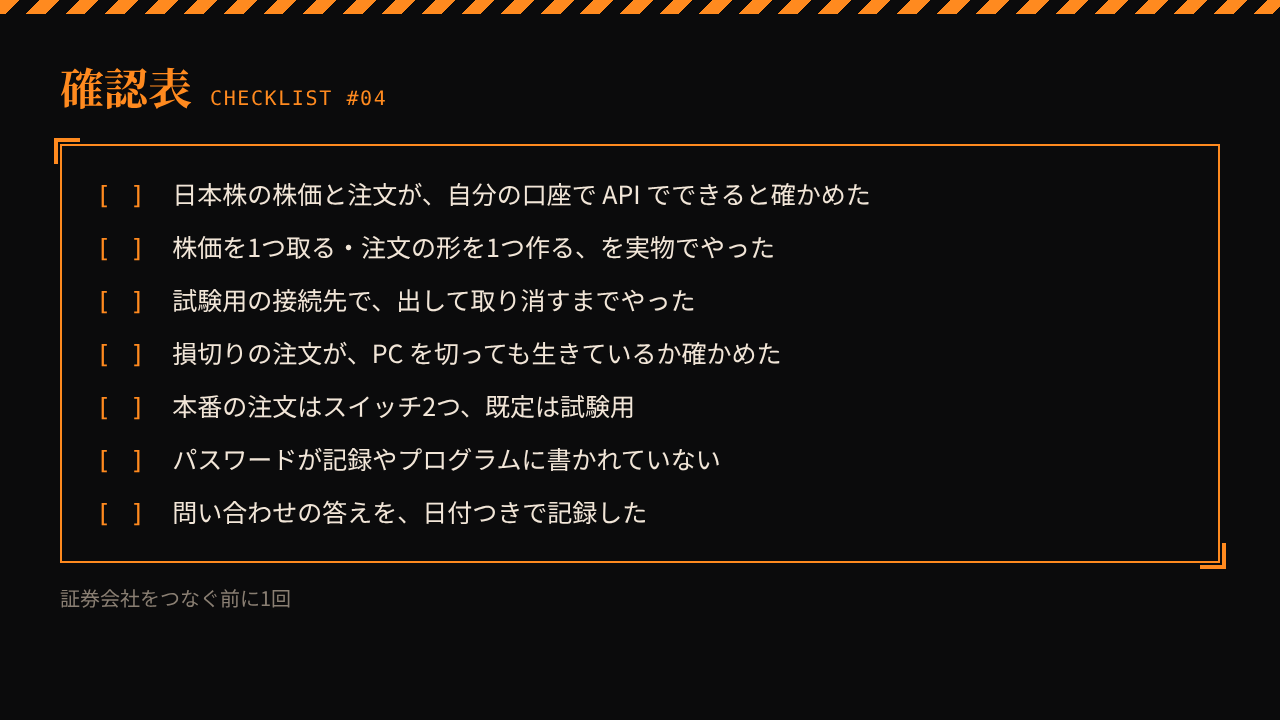 確認表 CHECKLIST #04
[ ] 日本株の株価と注文が、自分の口座で API でできると確かめた
[ ] 株価を1つ取る・注文の形を1つ作る、を実物でやった
[ ] 試験用の接続先で、出して取り消すまでやった
[ ] 損切りの注文が、PC を切っても生きているか確かめた
[ ] 本番の注文はスイッチ2つ、既定は試験用
[ ] パスワードが記録やプログラムに書かれていない
[ ] 問い合わせの答えを、日付つきで記録した
証券会社をつなぐ前に1回